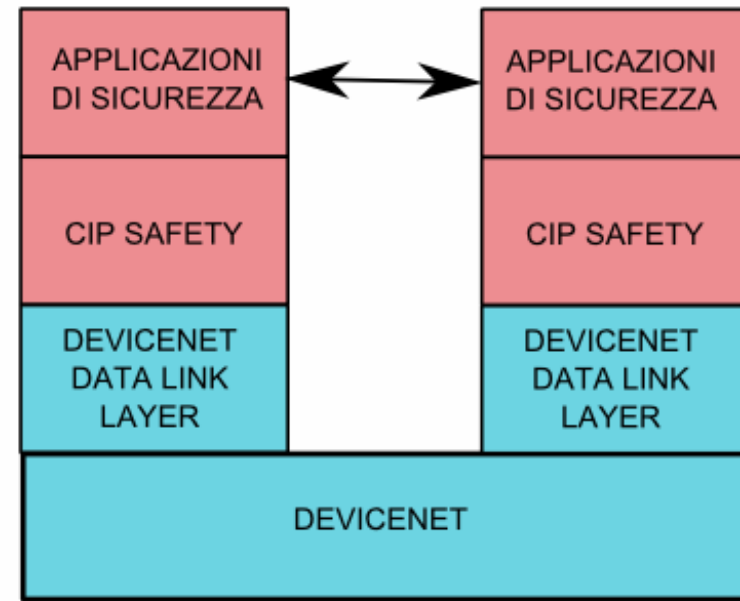 APPLICAZIONI
DI SICUREZZA
APPLICAZIONI
DI SICUREZZA
CIP SAFETY
CIP SAFETY
DEVICENET
DATA LINK
LAYER
DEVICENET
DATA LINK
LAYER
DEVICENET